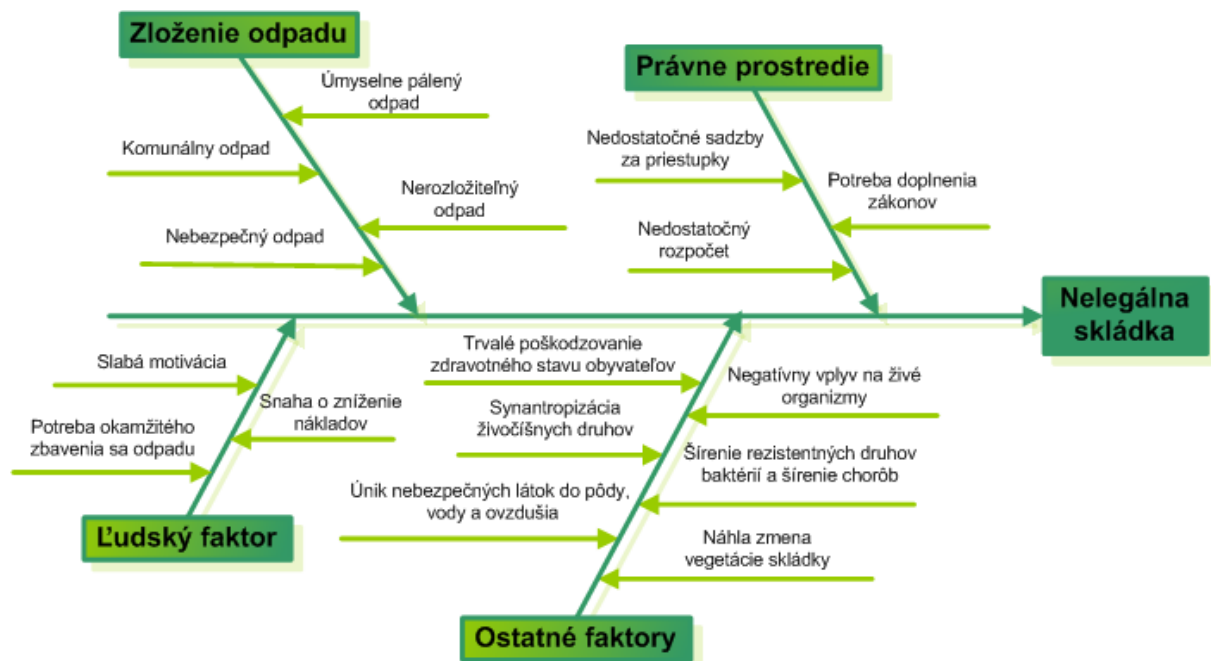 Zloženie odpadu
Úmyselne pálený
odpad
Komunálny odpad
Nerozložiteľný
odpad
Nebezpečný odpad
Právne prostredie
Nedostatočné sadzby
za priestupky
Potreba doplnenia
zákonov
Nedostatočný
rozpočet
Nelegálna
skládka
Slabá motivácia
Snaha o zníženie
nákladov
Potreba okamžitého
zbavenia sa odpadu
Ľudský faktor
Trvalé poškodzovanie
zdravotného stavu obyvateľov
Negatívny vplyv na živé
organizmy
Synantropizácia
živočíšnych druhov
Šírenie rezistentných druhov
baktérií a šírenie chorôb
Únik nebezpečných látok do pôdy,
vody a ovzdušia
Náhla zmena
vegetácie skládky
Ostatné faktory